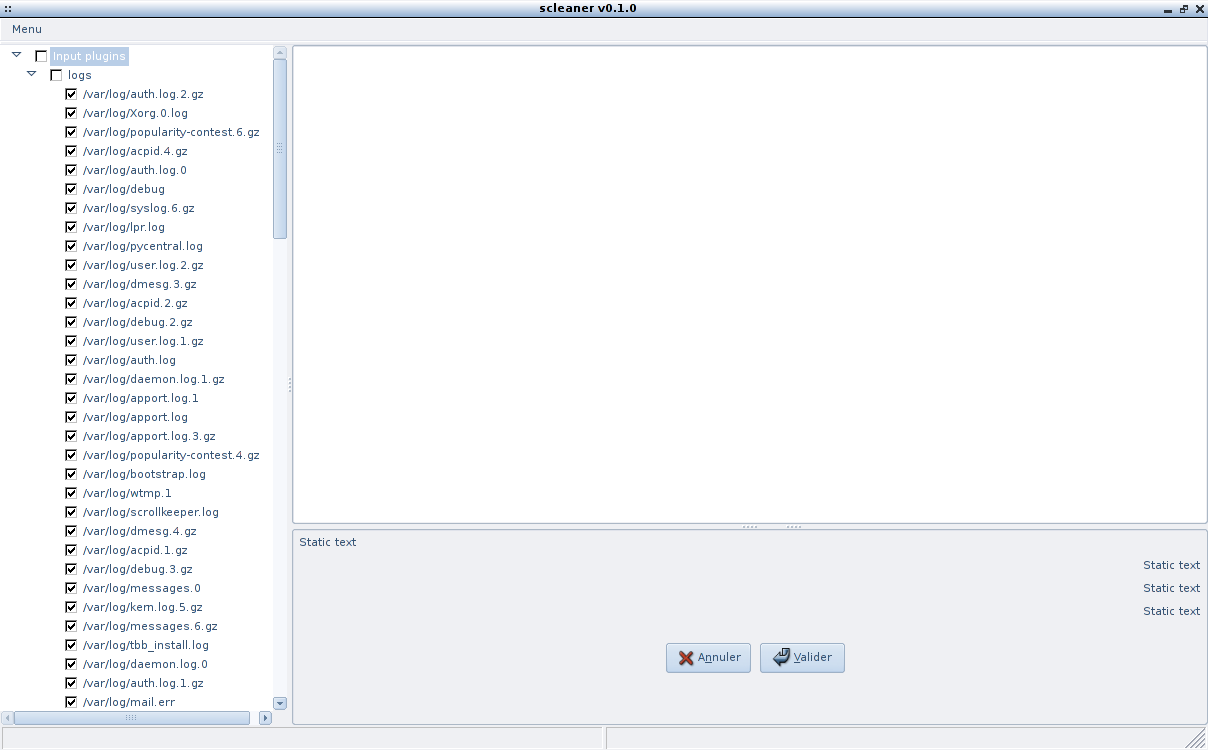 scleaner v0.1.0
Menu
Input plugins
logs
/var/log/auth.log.2.gz
/var/log/Xorg.0.log
/var/log/popularity-contest.6.gz
/var/log/acpid.4.gz
/var/log/auth.log.0
/var/log/debug
/var/log/syslog.6.gz
/var/log/lpr.log
/var/log/pycentral.log
/var/log/user.log.2.gz
/var/log/dmesg.3.gz
/var/log/acpid.2.gz
/var/log/debug.2.gz
/var/log/user.log.1.gz
/var/log/auth.log
/var/log/daemon.log.1.gz
/var/log/apport.log.1
/var/log/apport.log
/var/log/apport.log.3.gz
/var/log/popularity-contest.4.gz
/var/log/bootstrap.log
/var/log/wtmp.1
/var/log/scrollkeeper.log
/var/log/dmesg.4.gz
/var/log/acpid.1.gz
/var/log/debug.3.gz
/var/log/messages.0
/var/log/kern.log.5.gz
/var/log/messages.6.gz
/var/log/tbb_install.log
/var/log/daemon.log.0
/var/log/auth.log.1.gz
/var/log/mail.err
Static text
Static text
Static text
Static text
Annuler
Valider